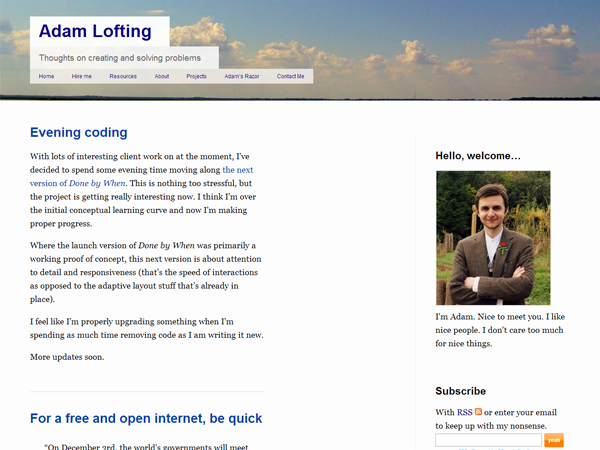 Adam Lofting
Thoughts on creating and solving problems
Home Hire me Resources About Projects Adam's Razor Contact Me
Evening coding
With lots of interesting client work on at the moment, I've
decided to spend some evening time moving along the next
version of Done by When. This is nothing too stressful, but
the project is getting really interesting now. I think I'm over
the initial conceptual learning curve and now I'm making
proper progress.
Where the launch version of Done by When was primarily a
working proof of concept, this next version is about attention
to detail and responsiveness (that's the speed of interactions
as opposed to the adaptive layout stuff that's already in
place).
I feel like I'm properly upgrading something when I'm
spending as much time removing code as I am writing it new.
More updates soon.
For a free and open internet, be quick
"On December 3rd, the world's governments will meet
Hello, welcome…
I'm Adam. Nice to meet you. I like
nice people. I don't care too much
for nice things.
Subscribe
With RSS or enter your email
to keep up with my nonsense.
yeah!